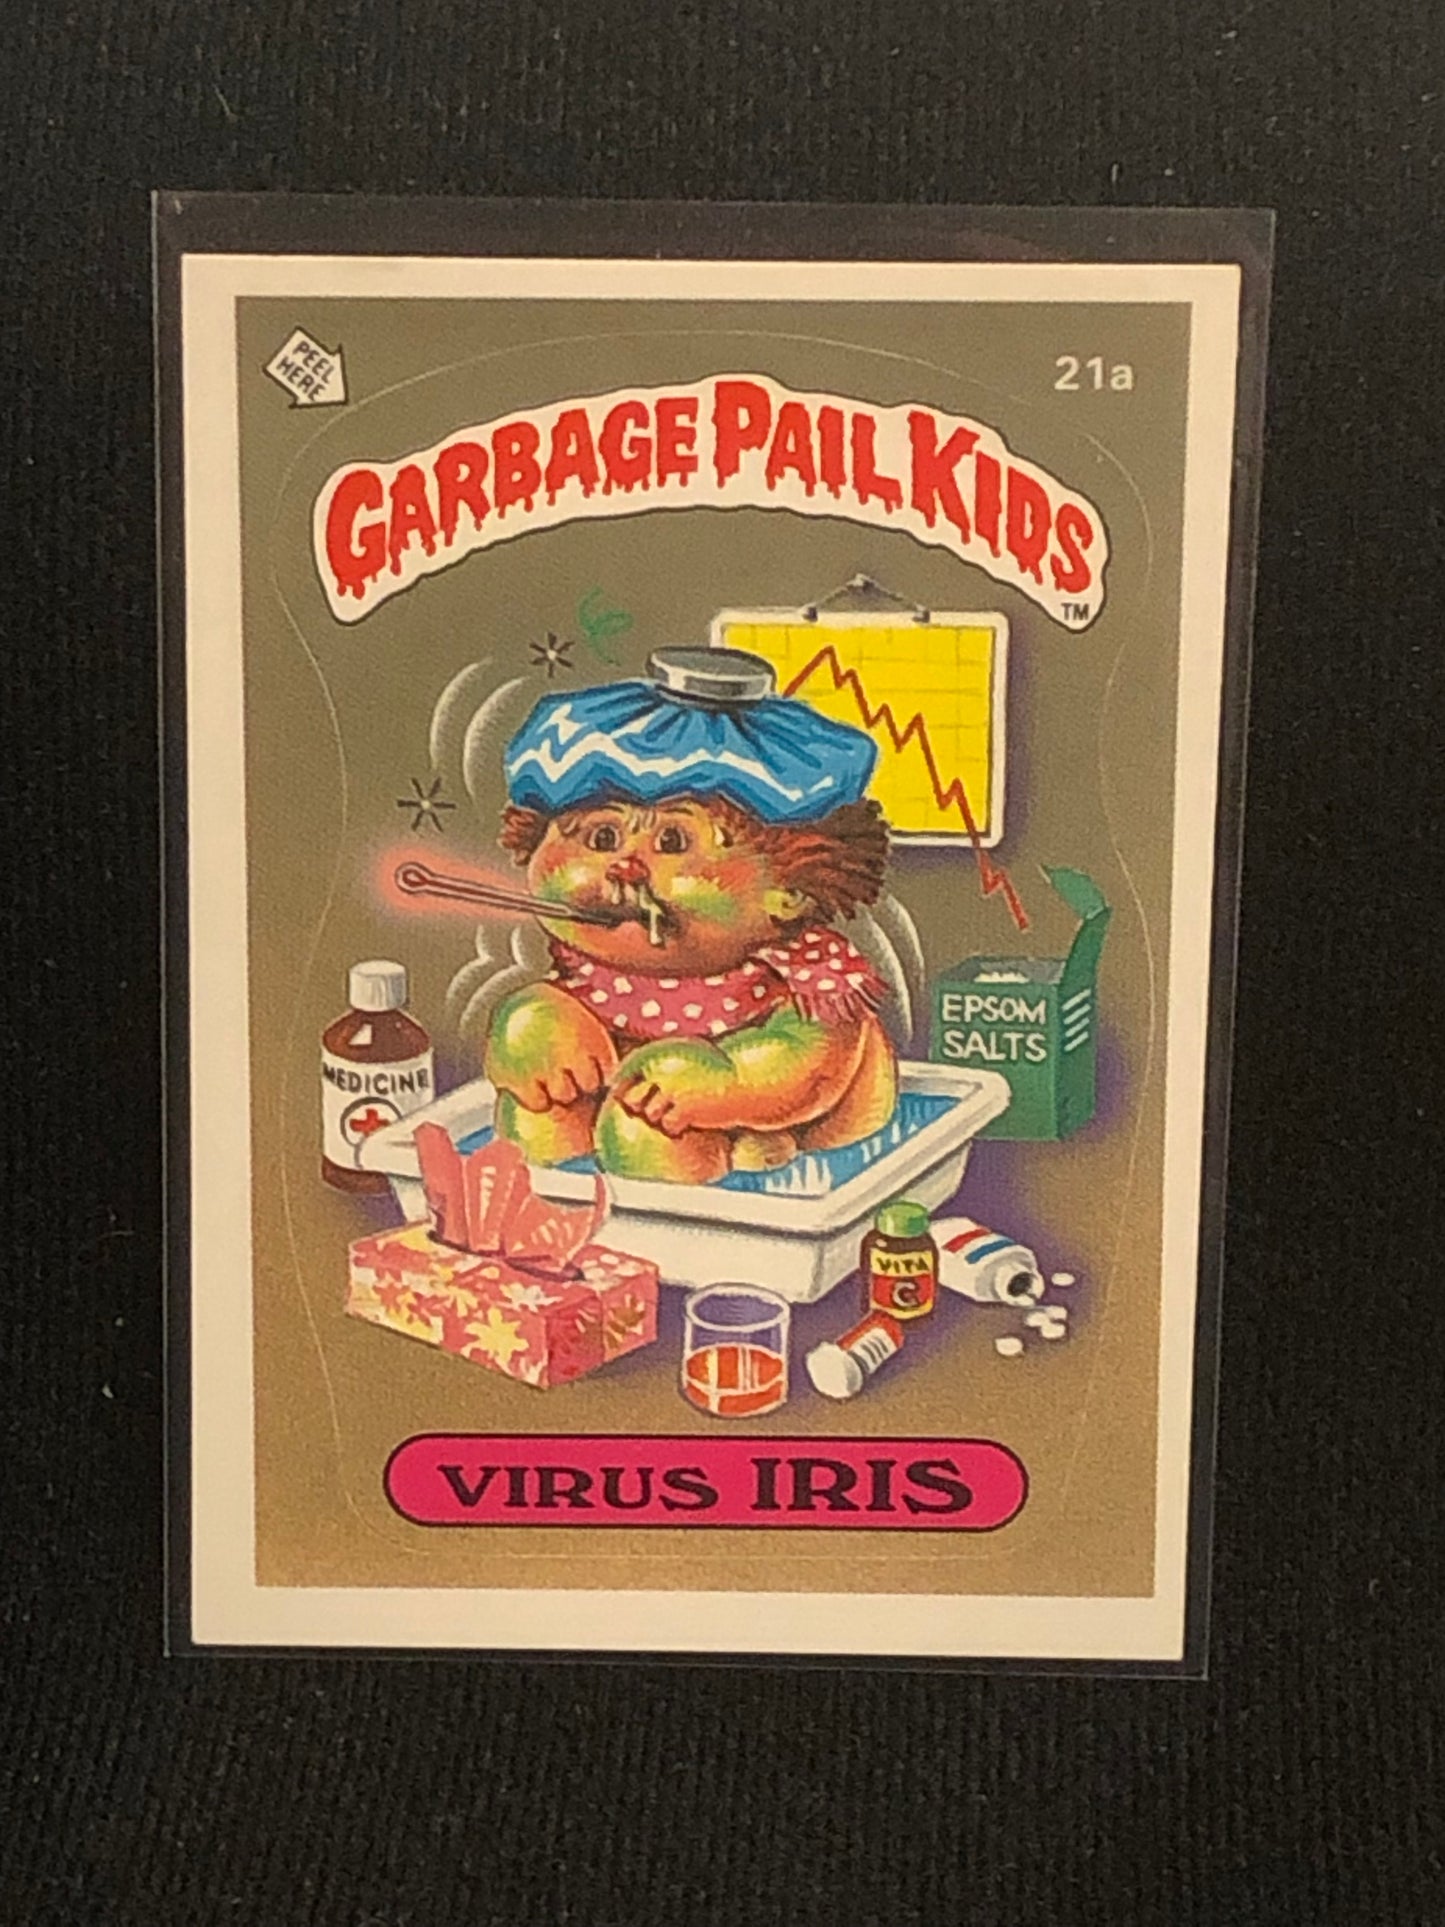 PEEL
HERE
21a
GARBAGE PAIL KIDS
TM
EPSOM
SALTS
MEDICINE
VITA
C
VIRUS IRIS